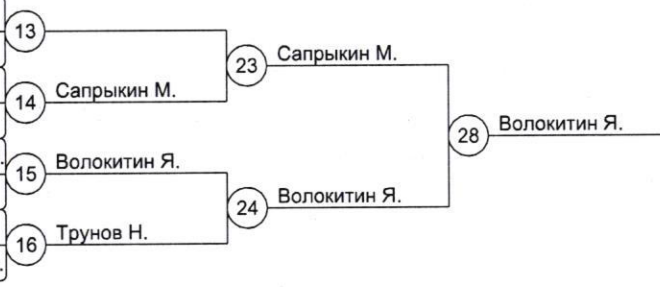 13
23 Сапрыкин М.
14 Сапрыкин М.
28 Волокитин Я.
15 Волокитин Я.
24 Волокитин Я.
16 Трунов Н.